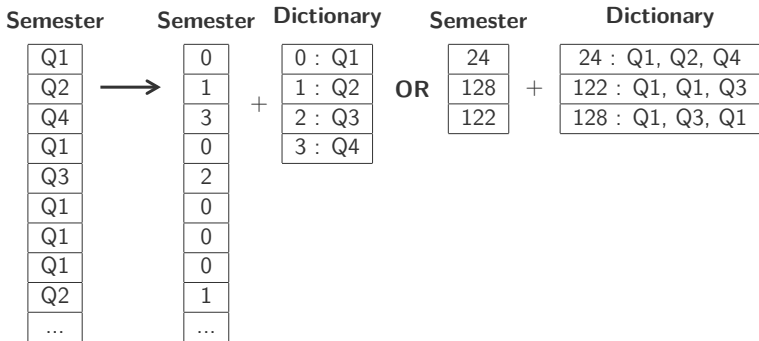 Semester Semester Dictionary Semester Dictionary
Q1 0 0 : Q1 24 24 : Q1, Q2, Q4
Q2 1 + 1 : Q2 OR 128 + 122 : Q1, Q1, Q3
Q4 3 2 : Q3 122 128 : Q1, Q3, Q1
Q1 0 3 : Q4
Q3 2
Q1 0
Q1 0
Q1 0
Q2 1
... ...